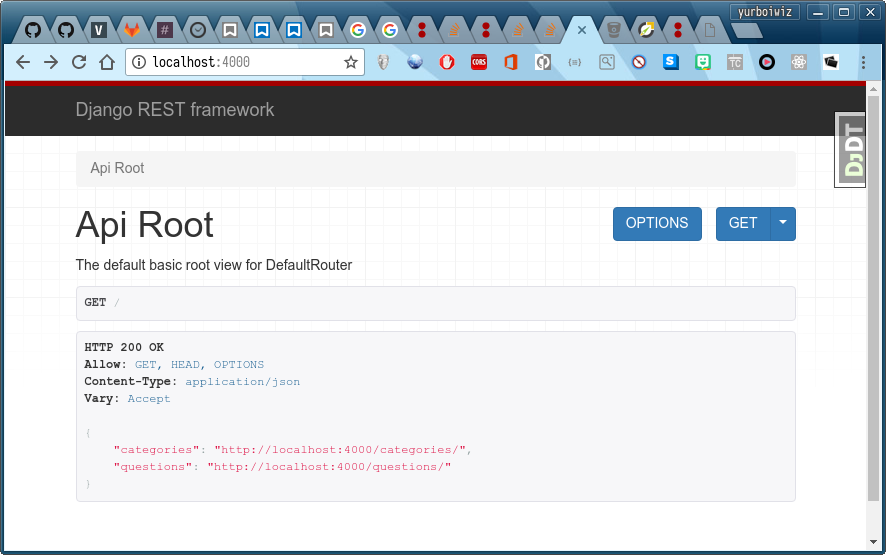 yurboiwiz
localhost:4000
CORS
TC
Django REST framework
DjDT
Api Root
Api Root
OPTIONS
GET
The default basic root view for DefaultRouter
GET /
HTTP 200 OK
Allow: GET, HEAD, OPTIONS
Content-Type: application/json
Vary: Accept
{
    "categories": "http://localhost:4000/categories/",
    "questions": "http://localhost:4000/questions/"
}